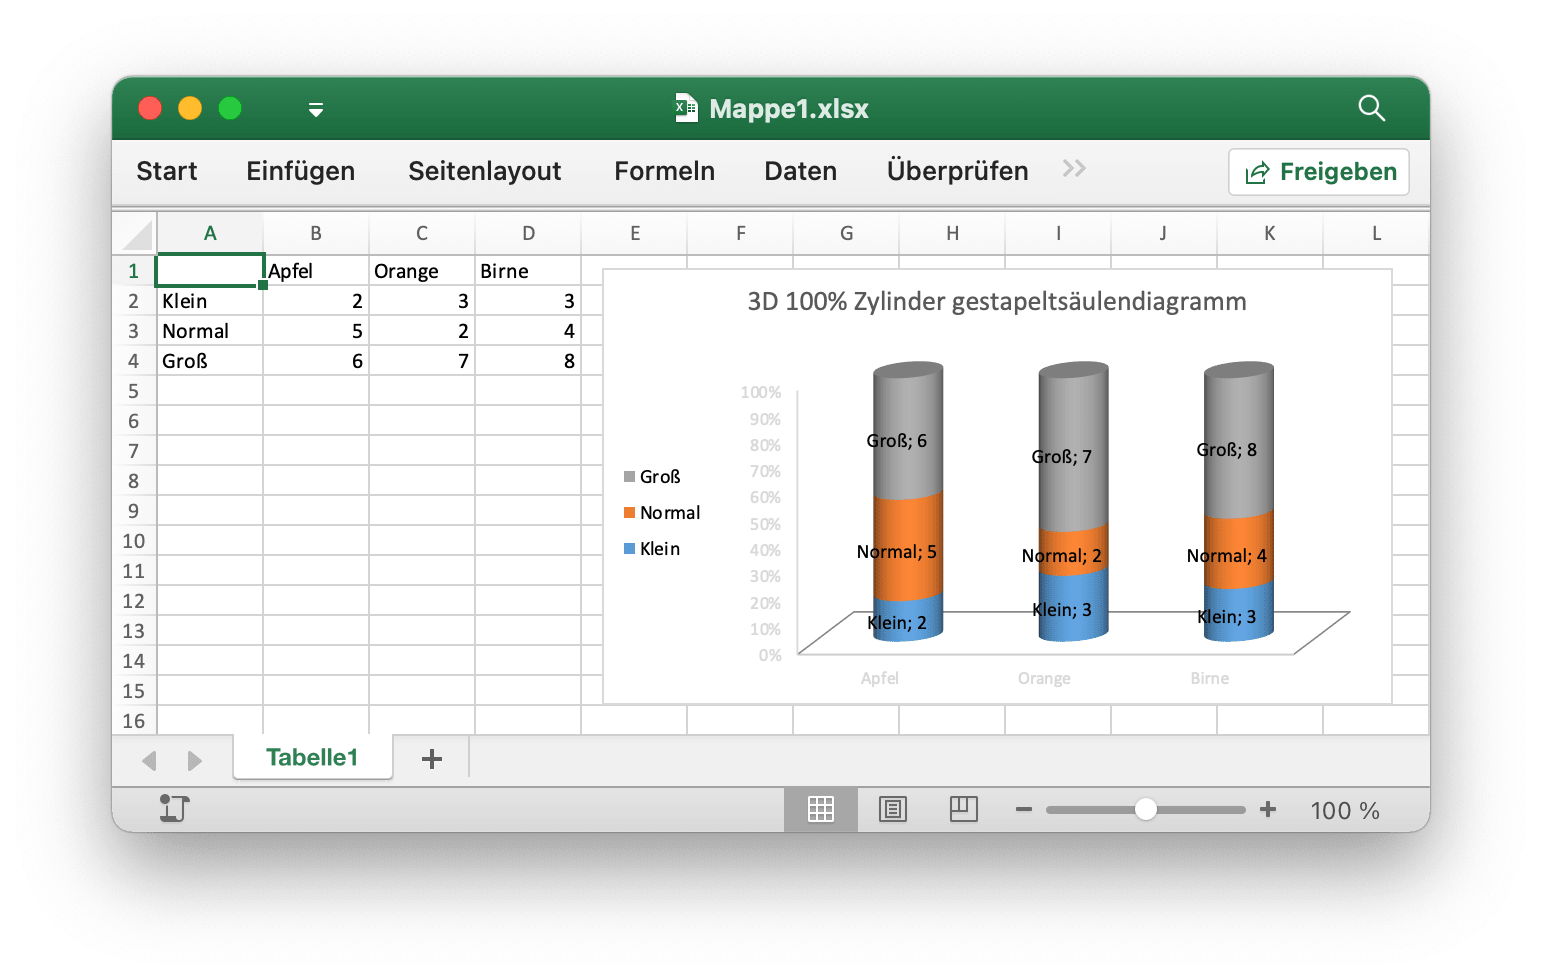 Mappe1.xlsx
Start Einfügen Seitenlayout Formeln Daten Überprüfen Freigeben
A B C D E F G H I J K L
1 Apfel Orange Birne
2 Klein 2 3 3
3 Normal 5 2 4
4 Groß 6 7 8
5
6
7
8
9
10
11
12
13
14
15
16
3D 100% Zylinder gestapeltsäulendiagramm
100%
90%
80%
70%
60%
50%
40%
30%
20%
10%
0%
Groß
Normal
Klein
Groß; 6 Groß; 7 Groß; 8
Normal; 5 Normal; 2 Normal; 4
Klein; 2 Klein; 3 Klein; 3
Apfel Orange Birne
Tabelle1
100 %